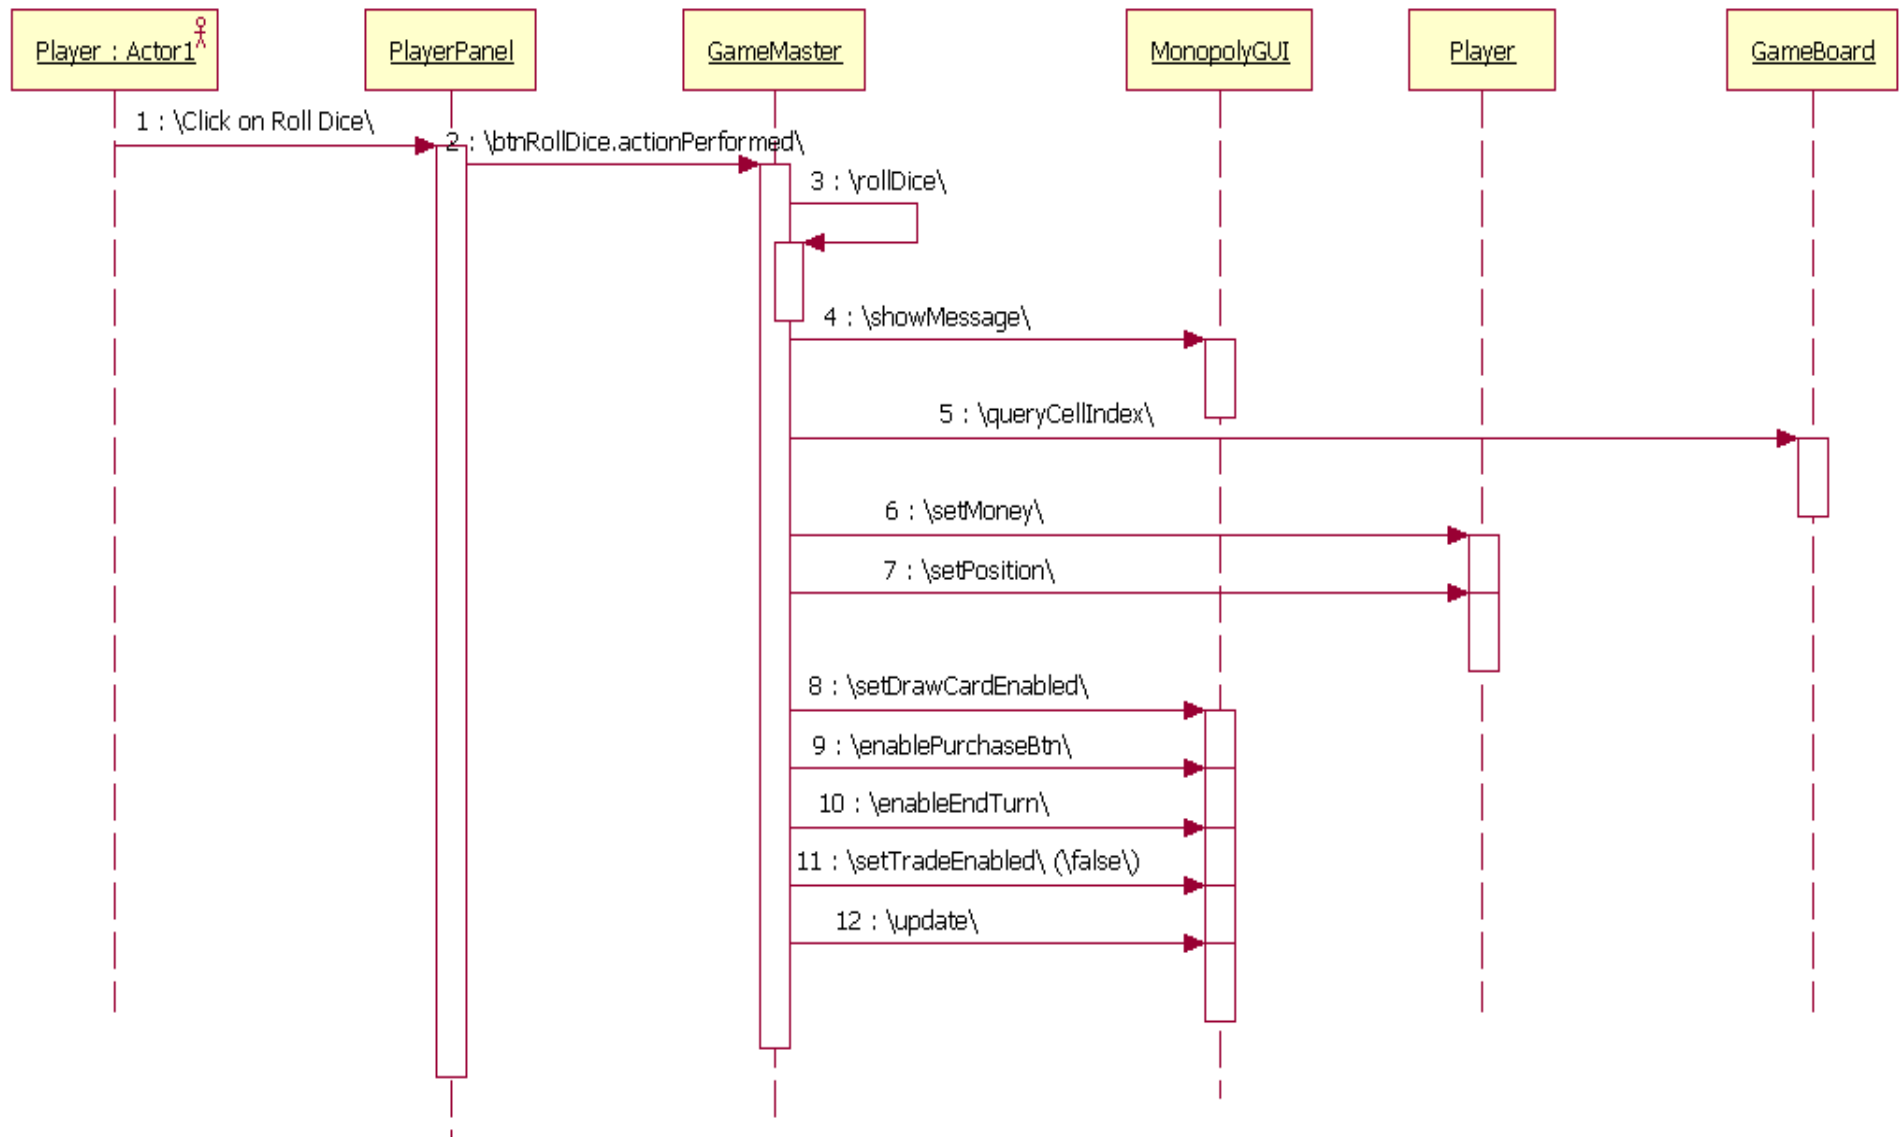 Player : Actor1
PlayerPanel
GameMaster
MonopolyGUI
Player
GameBoard
1 : \Click on Roll Dice\
2 : \btnRollDice.actionPerformed\
3 : \rollDice\
4 : \showMessage\
5 : \queryCellIndex\
6 : \setMoney\
7 : \setPosition\
8 : \setDrawCardEnabled\
9 : \enablePurchaseBtn\
10 : \enableEndTurn\
11 : \setTradeEnabled\ (\false\)
12 : \update\